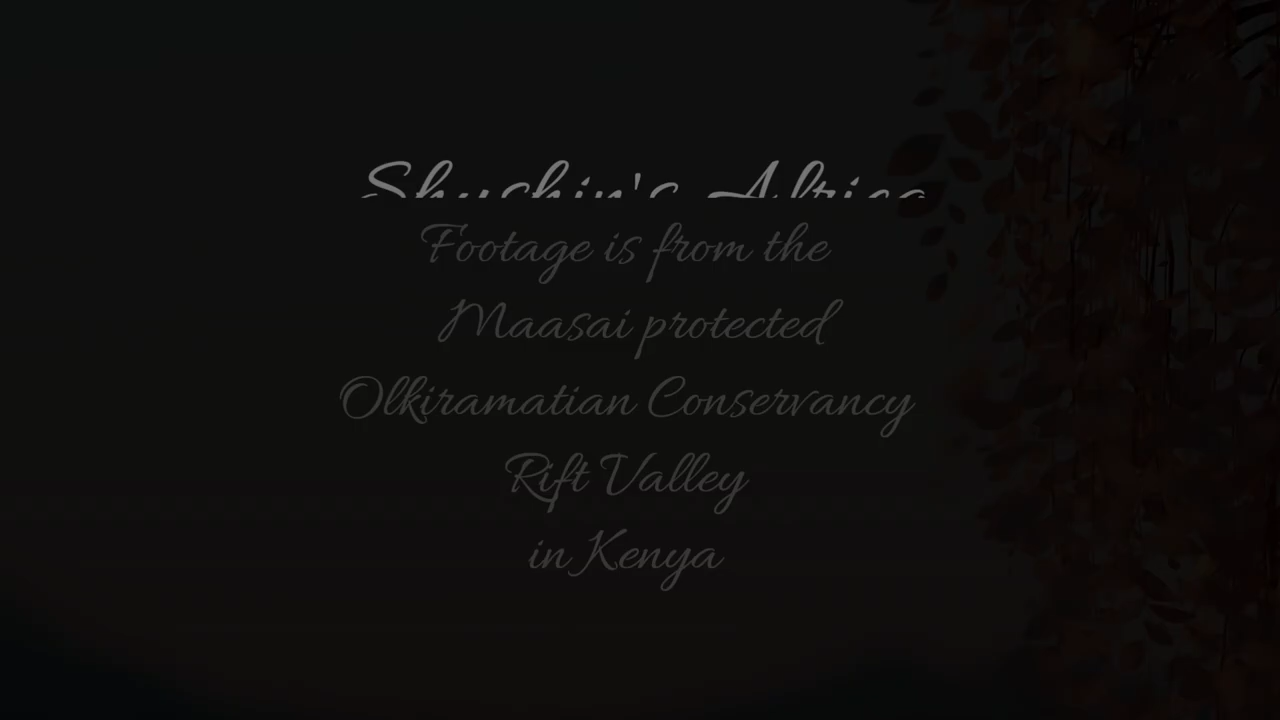 Footage is from the
Maasai protected
Olkiramatian Conservancy
Rift Valley
in Kenya